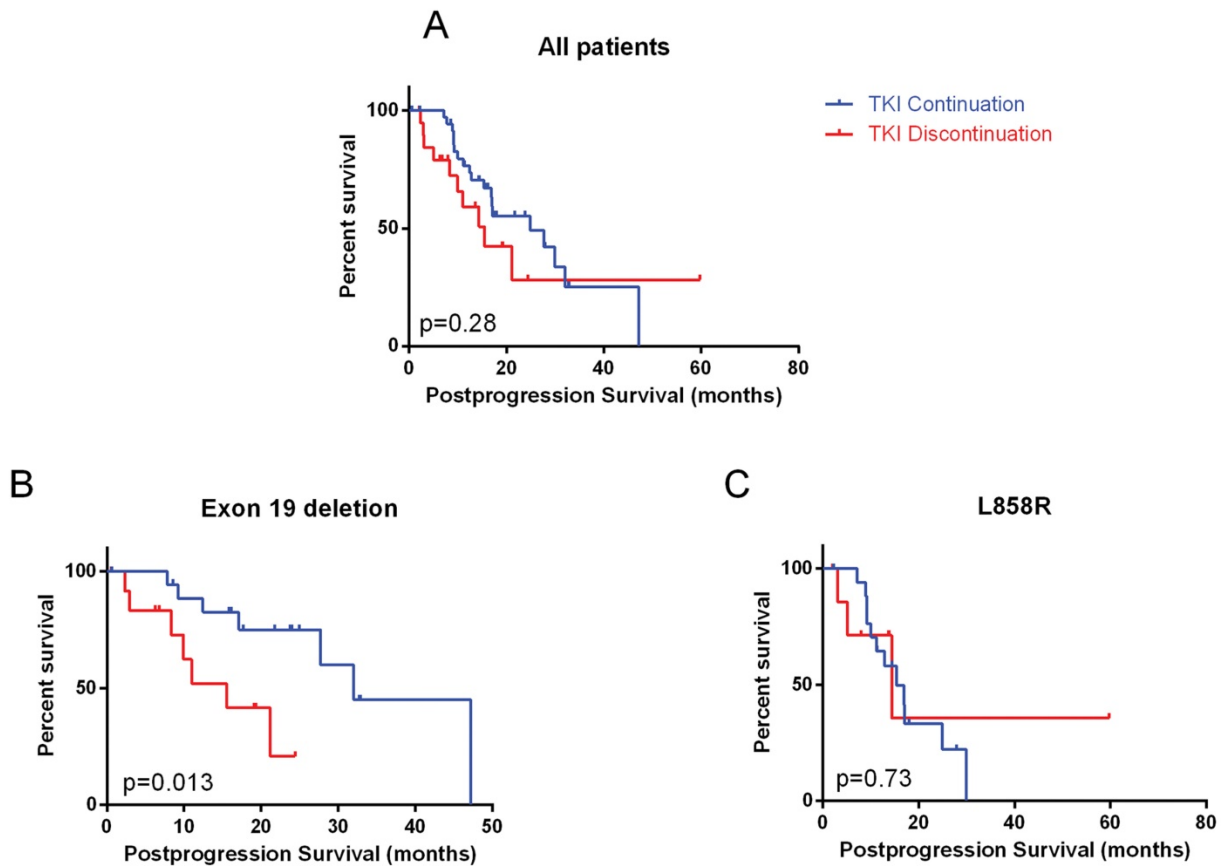 A
All patients
TKI Continuation
TKI Discontinuation
Percent survival
100
50
0
p=0.28
0 20 40 60 80
Postprogression Survival (months)
B
Exon 19 deletion
Percent survival
100
50
0
p=0.013
0 10 20 30 40 50
Postprogression Survival (months)
C
L858R
Percent survival
100
50
0
p=0.73
0 20 40 60 80
Postprogression Survival (months)